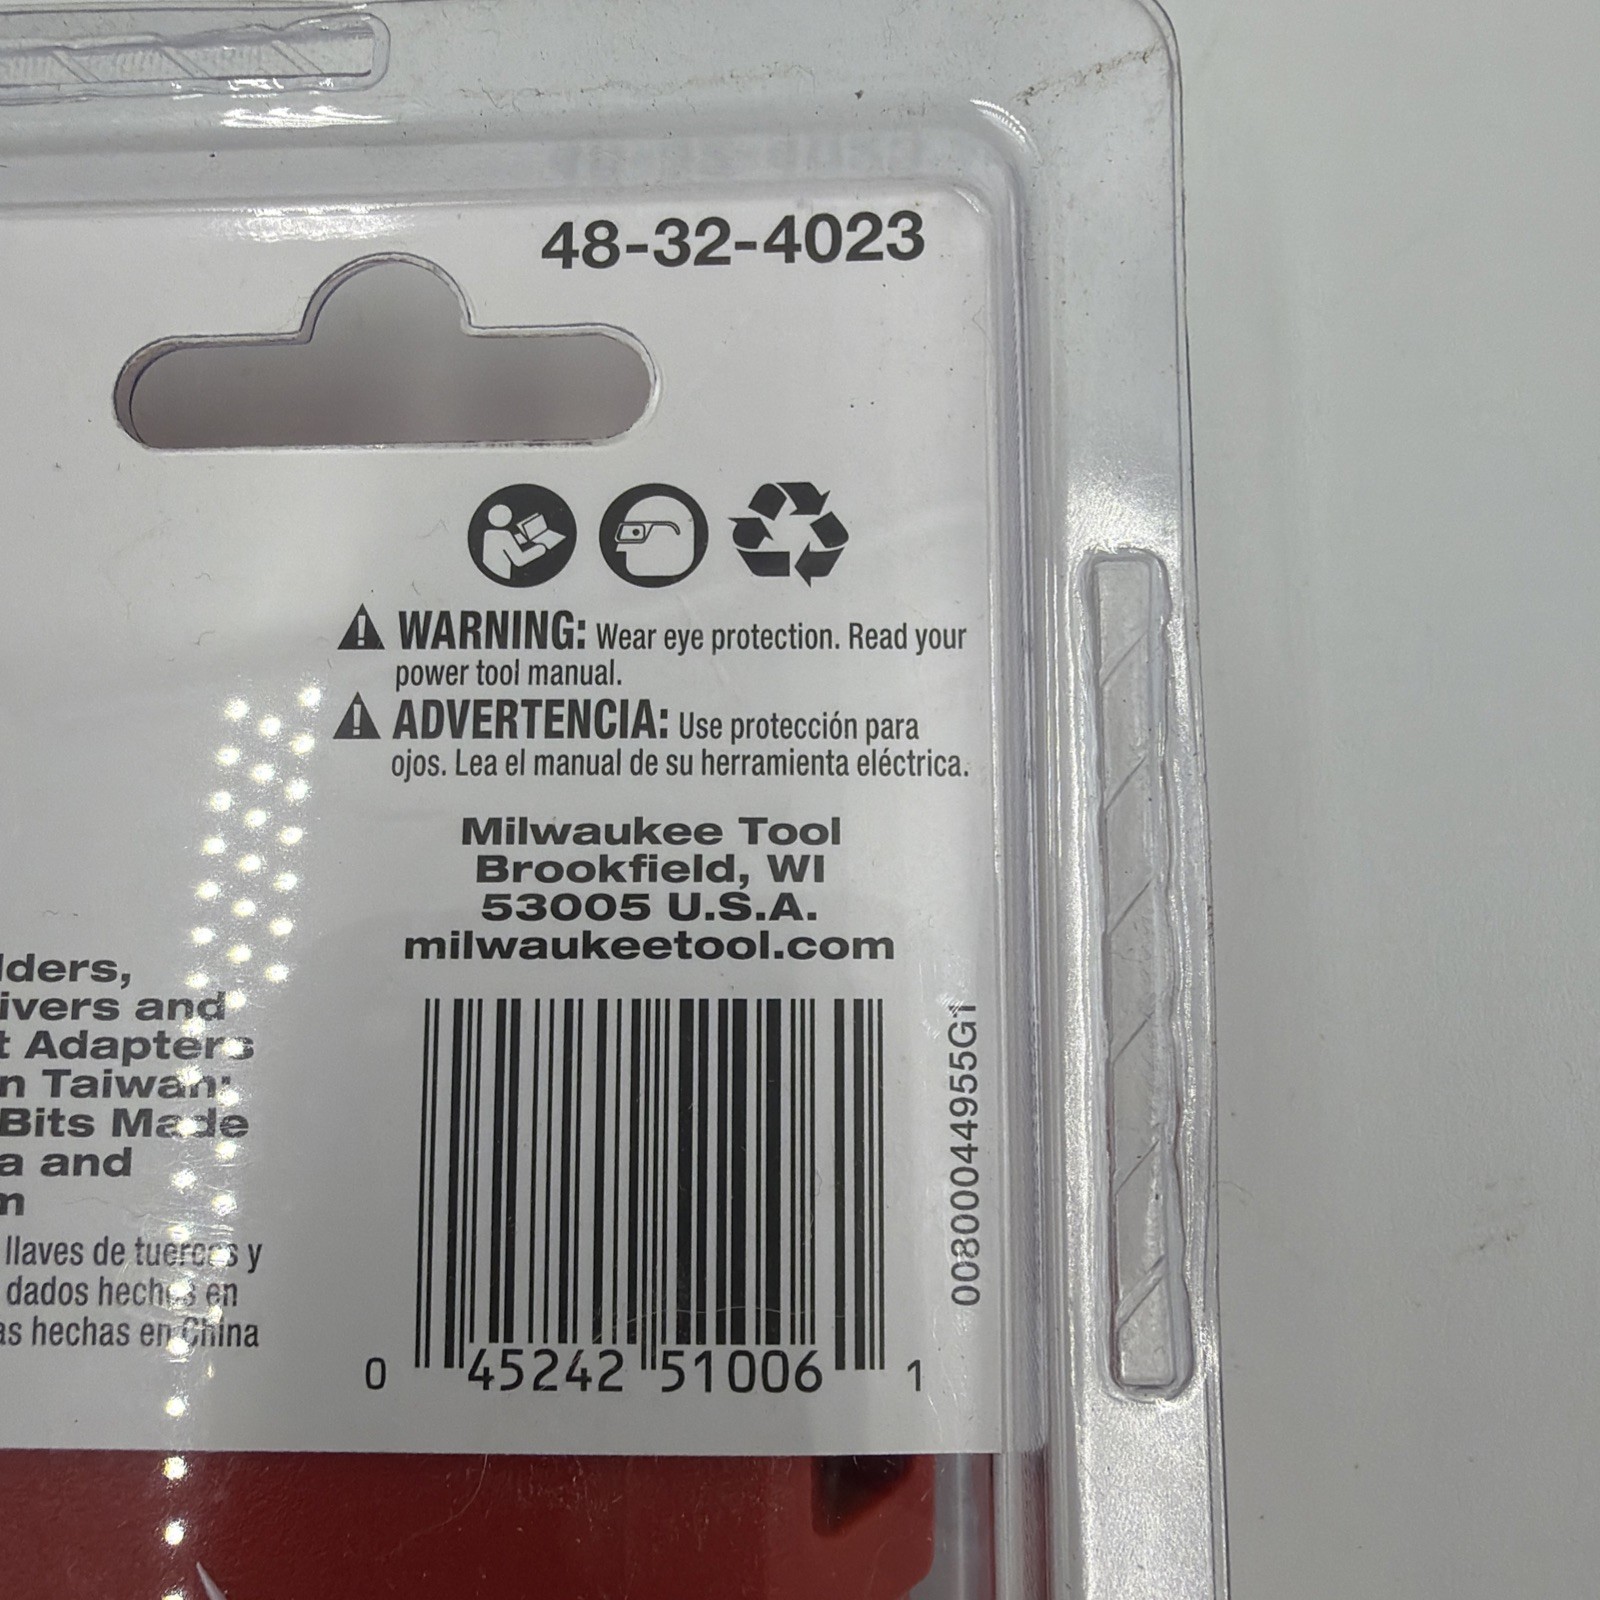 48-32-4023
WARNING: Wear eye protection. Read your
power tool manual.
ADVERTENCIA: Use protección para
ojos. Lea el manual de su herramienta eléctrica.
Milwaukee Tool
Brookfield, WI
53005 U.S.A.
milwaukeetool.com
lders,
ivers and
t Adapters
n Taiwan;
Bits Made
a and
n
llaves de tuercas y
dados hechos en
as hechas en China
00800044955G1
0 45242 51006 1